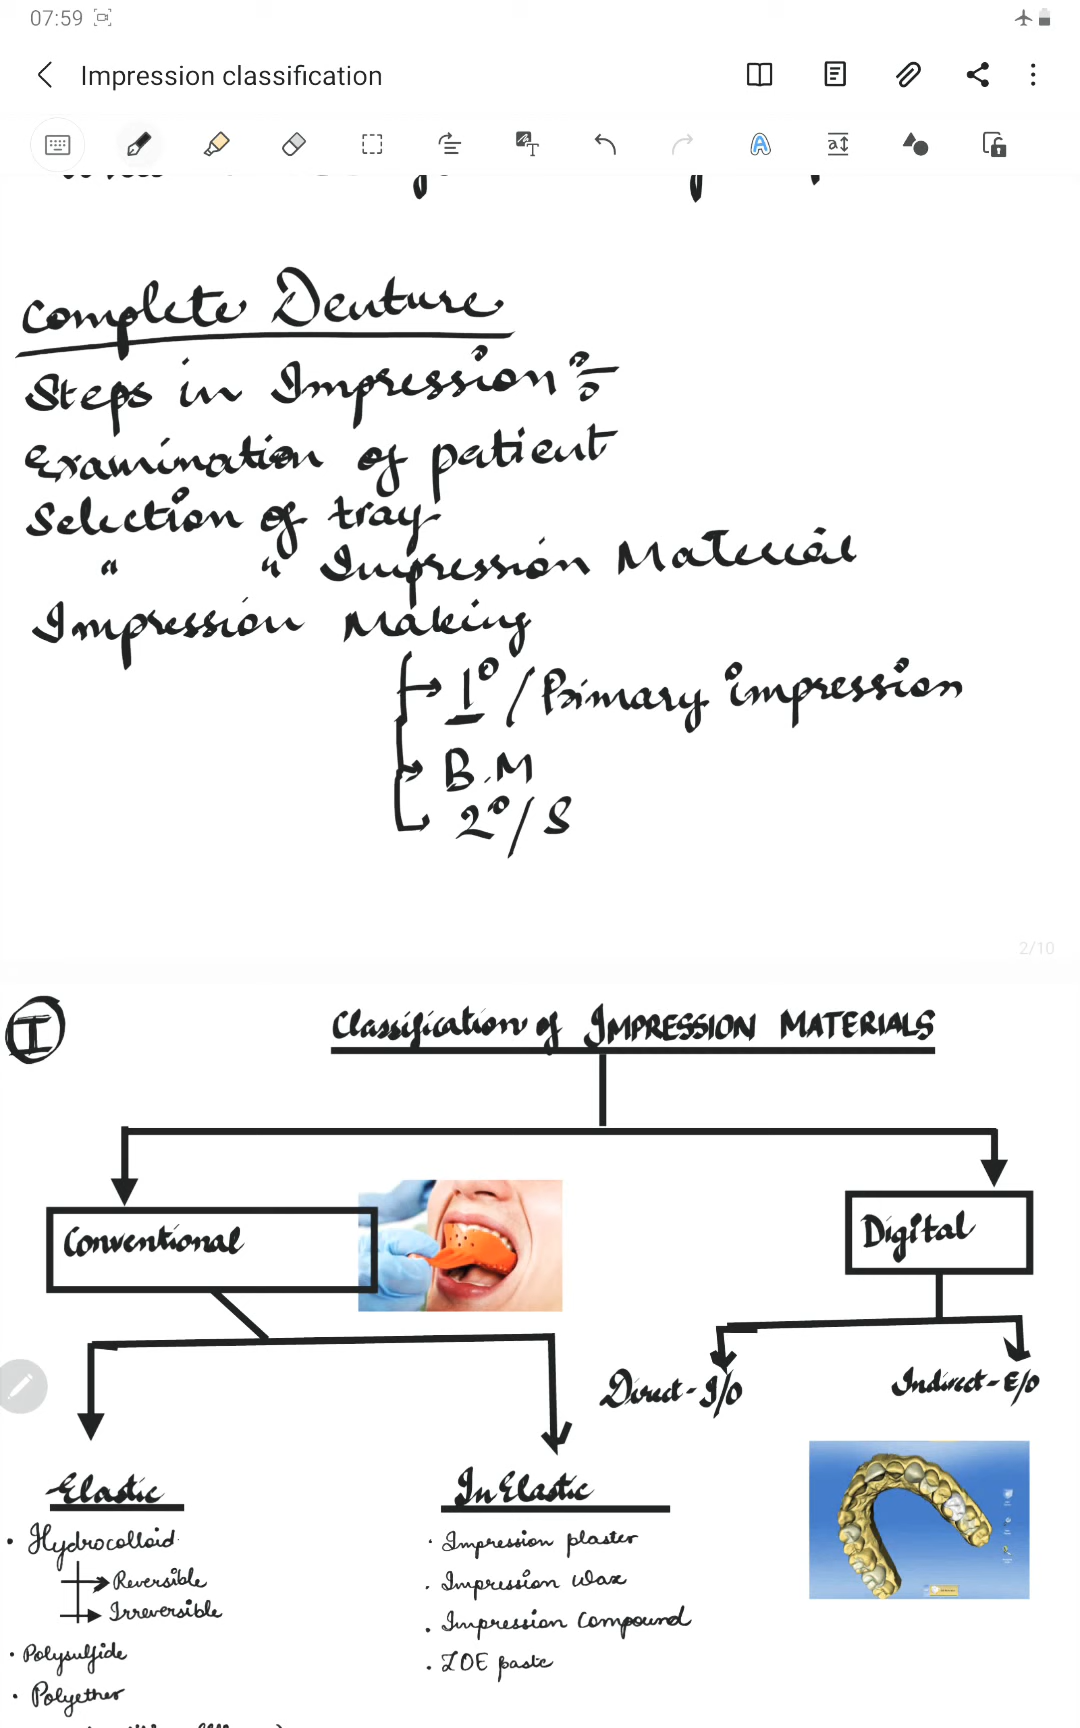 07:59
Impression classification
Complete Denture
Steps in Impression :-
Examination of patient
Selection of tray
" " Impression Material
Impression Making
1° / Primary impression
B.M
2° / S
2/10
I
Classification of IMPRESSION MATERIALS
Conventional
Digital
Direct - I/O
Indirect - E/O
Elastic
InElastic
· Hydrocolloid
Reversible
Irreversible
· Polysulfide
· Polyether
· Impression plaster
· Impression wax
· Impression Compound
· ZOE paste